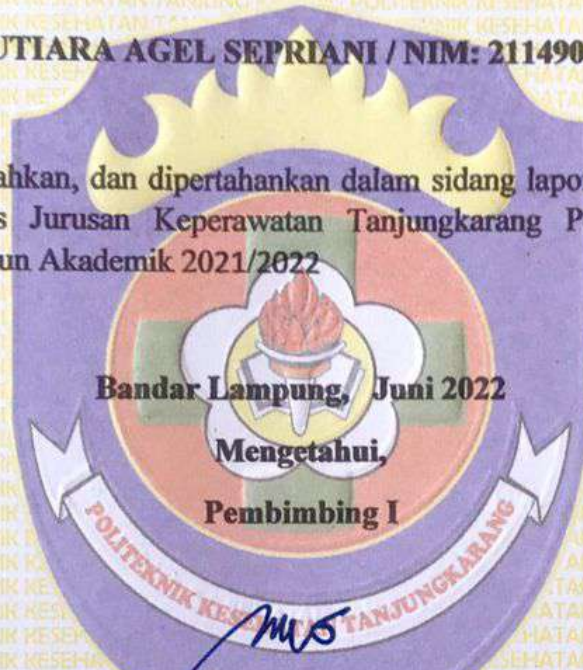 UTIARA AGEL SEPRIANI / NIM: 211490
ahkan, dan dipertahankan dalam sidang lapo
s Jurusan Keperawatan Tanjungkarang P
un Akademik 2021/2022
Bandar Lampung, Juni 2022
Mengetahui,
Pembimbing I
POLITEKNIK KESEHATAN TANJUNGKARANG